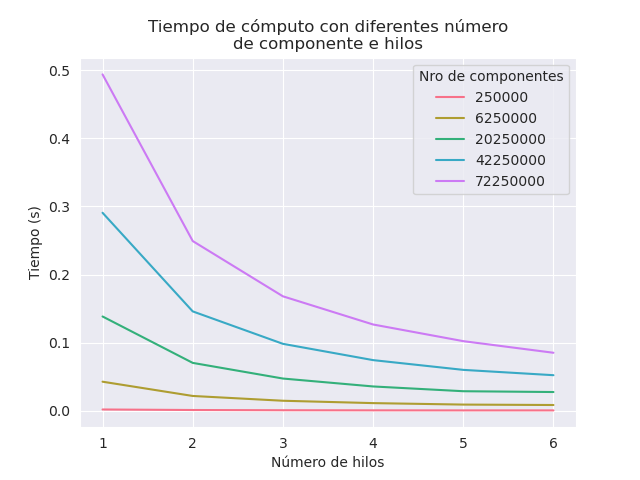 Tiempo de cómputo con diferentes número
de componente e hilos
Nro de componentes
250000
6250000
20250000
42250000
72250000
Tiempo (s)
0.5
0.4
0.3
0.2
0.1
0.0
1 2 3 4 5 6
Número de hilos